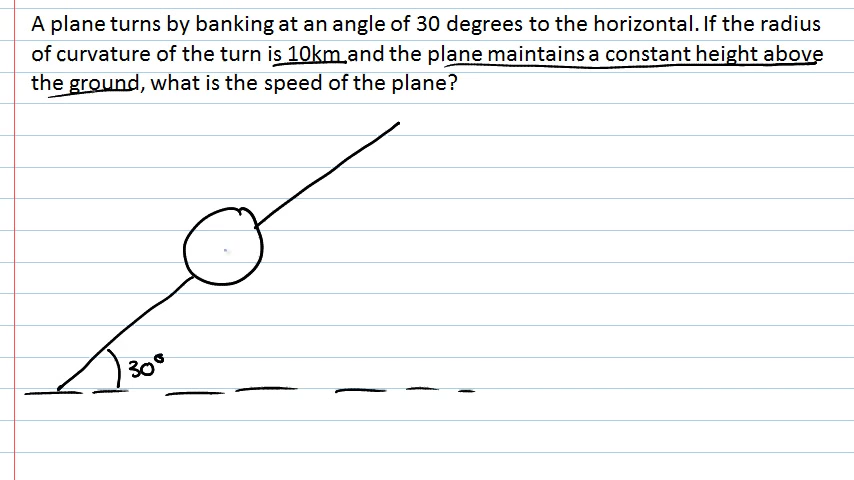 A plane turns by banking at an angle of 30 degrees to the horizontal. If the radius
of curvature of the turn is 10km and the plane maintains a constant height above
the ground, what is the speed of the plane?
30°